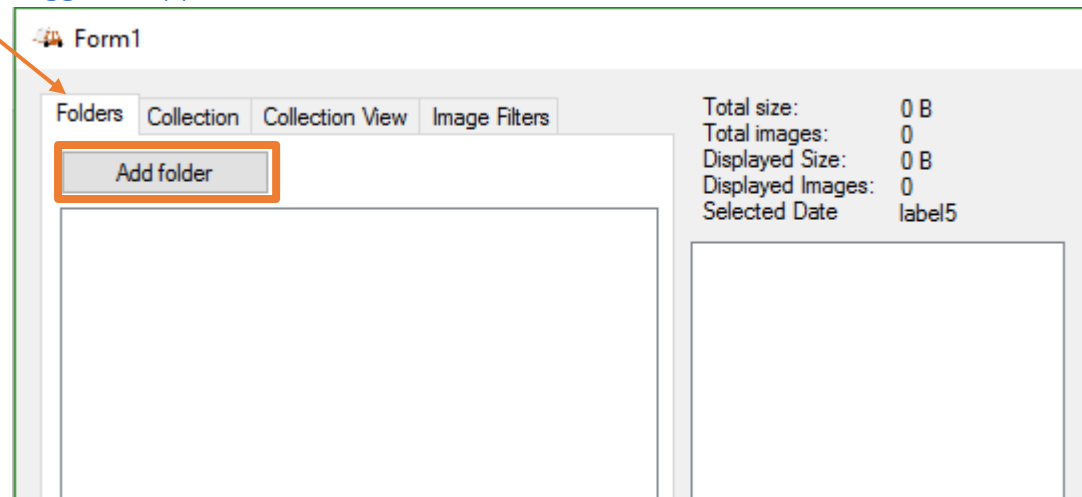 Form1
Folders Collection Collection View Image Filters
Add folder
Total size: 0 B
Total images: 0
Displayed Size: 0 B
Displayed Images: 0
Selected Date label5